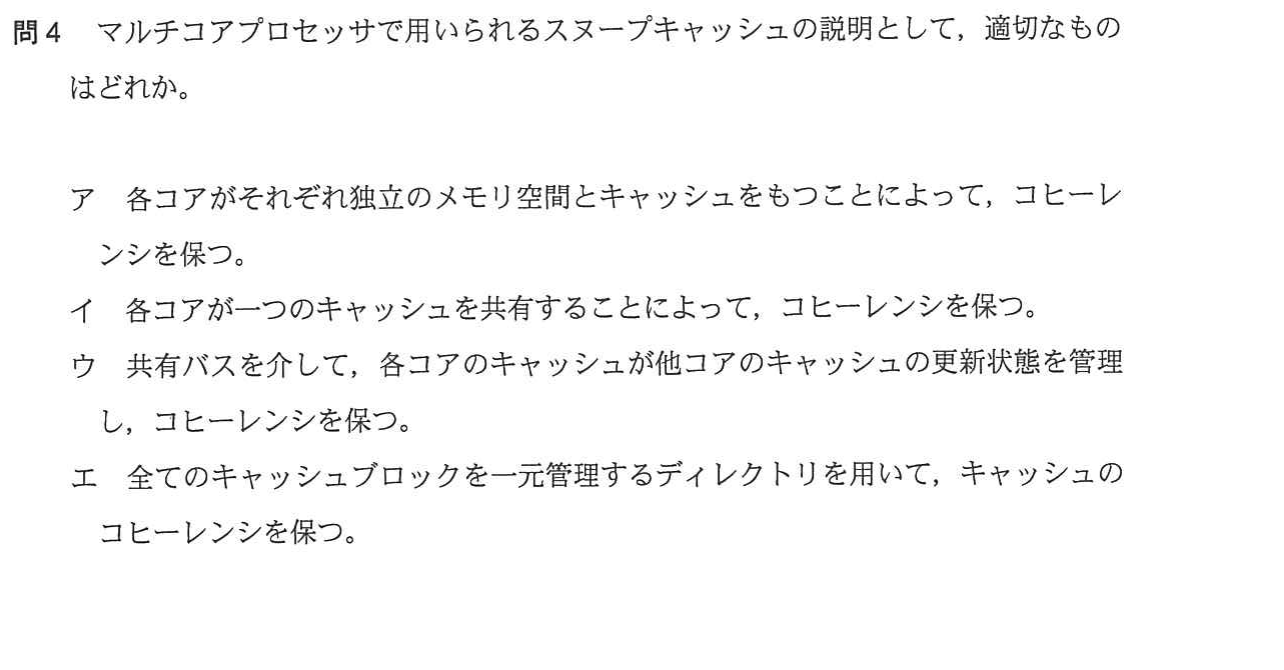 問4 マルチコアプロセッサで用いられるスヌープキャッシュの説明として，適切なもの
はどれか。
ア 各コアがそれぞれ独立のメモリ空間とキャッシュをもつことによって，コヒーレ
ンシを保つ。
イ 各コアが一つのキャッシュを共有することによって，コヒーレンシを保つ。
ウ 共有バスを介して，各コアのキャッシュが他コアのキャッシュの更新状態を管理
し，コヒーレンシを保つ。
エ 全てのキャッシュブロックを一元管理するディレクトリを用いて，キャッシュの
コヒーレンシを保つ。